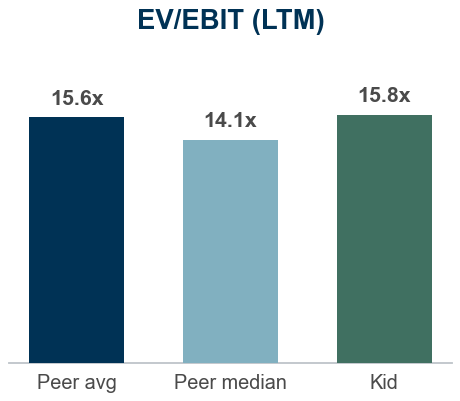 EV/EBIT (LTM)
15.6x
14.1x
15.8x
Peer avg
Peer median
Kid